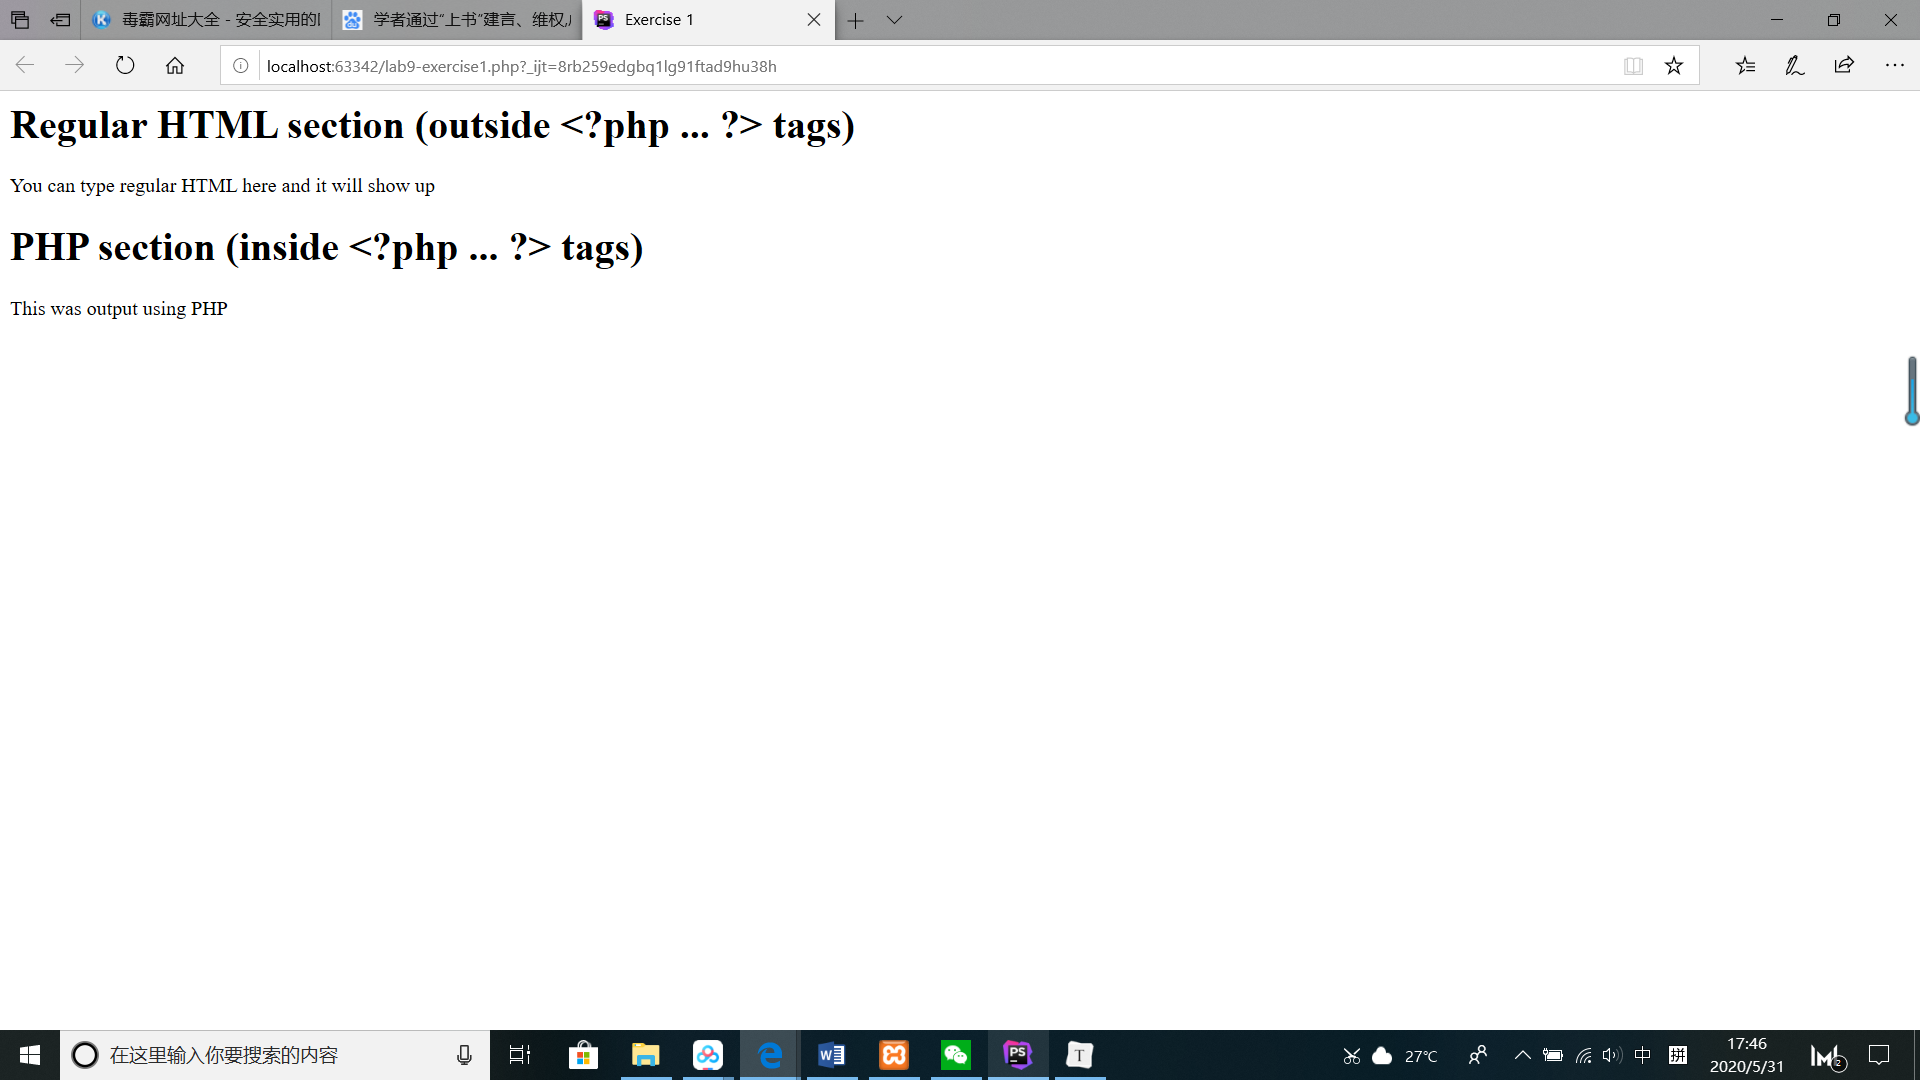 毒霸网址大全 - 安全实用的
学者通过“上书”建言、维权,
Exercise 1
localhost:63342/lab9-exercise1.php?_ijt=8rb259edgbq1lg91ftad9hu38h
Regular HTML section (outside <?php ... ?> tags)
You can type regular HTML here and it will show up
PHP section (inside <?php ... ?> tags)
This was output using PHP
在这里输入你要搜索的内容
27°C
中
拼
17:46
2020/5/31
2